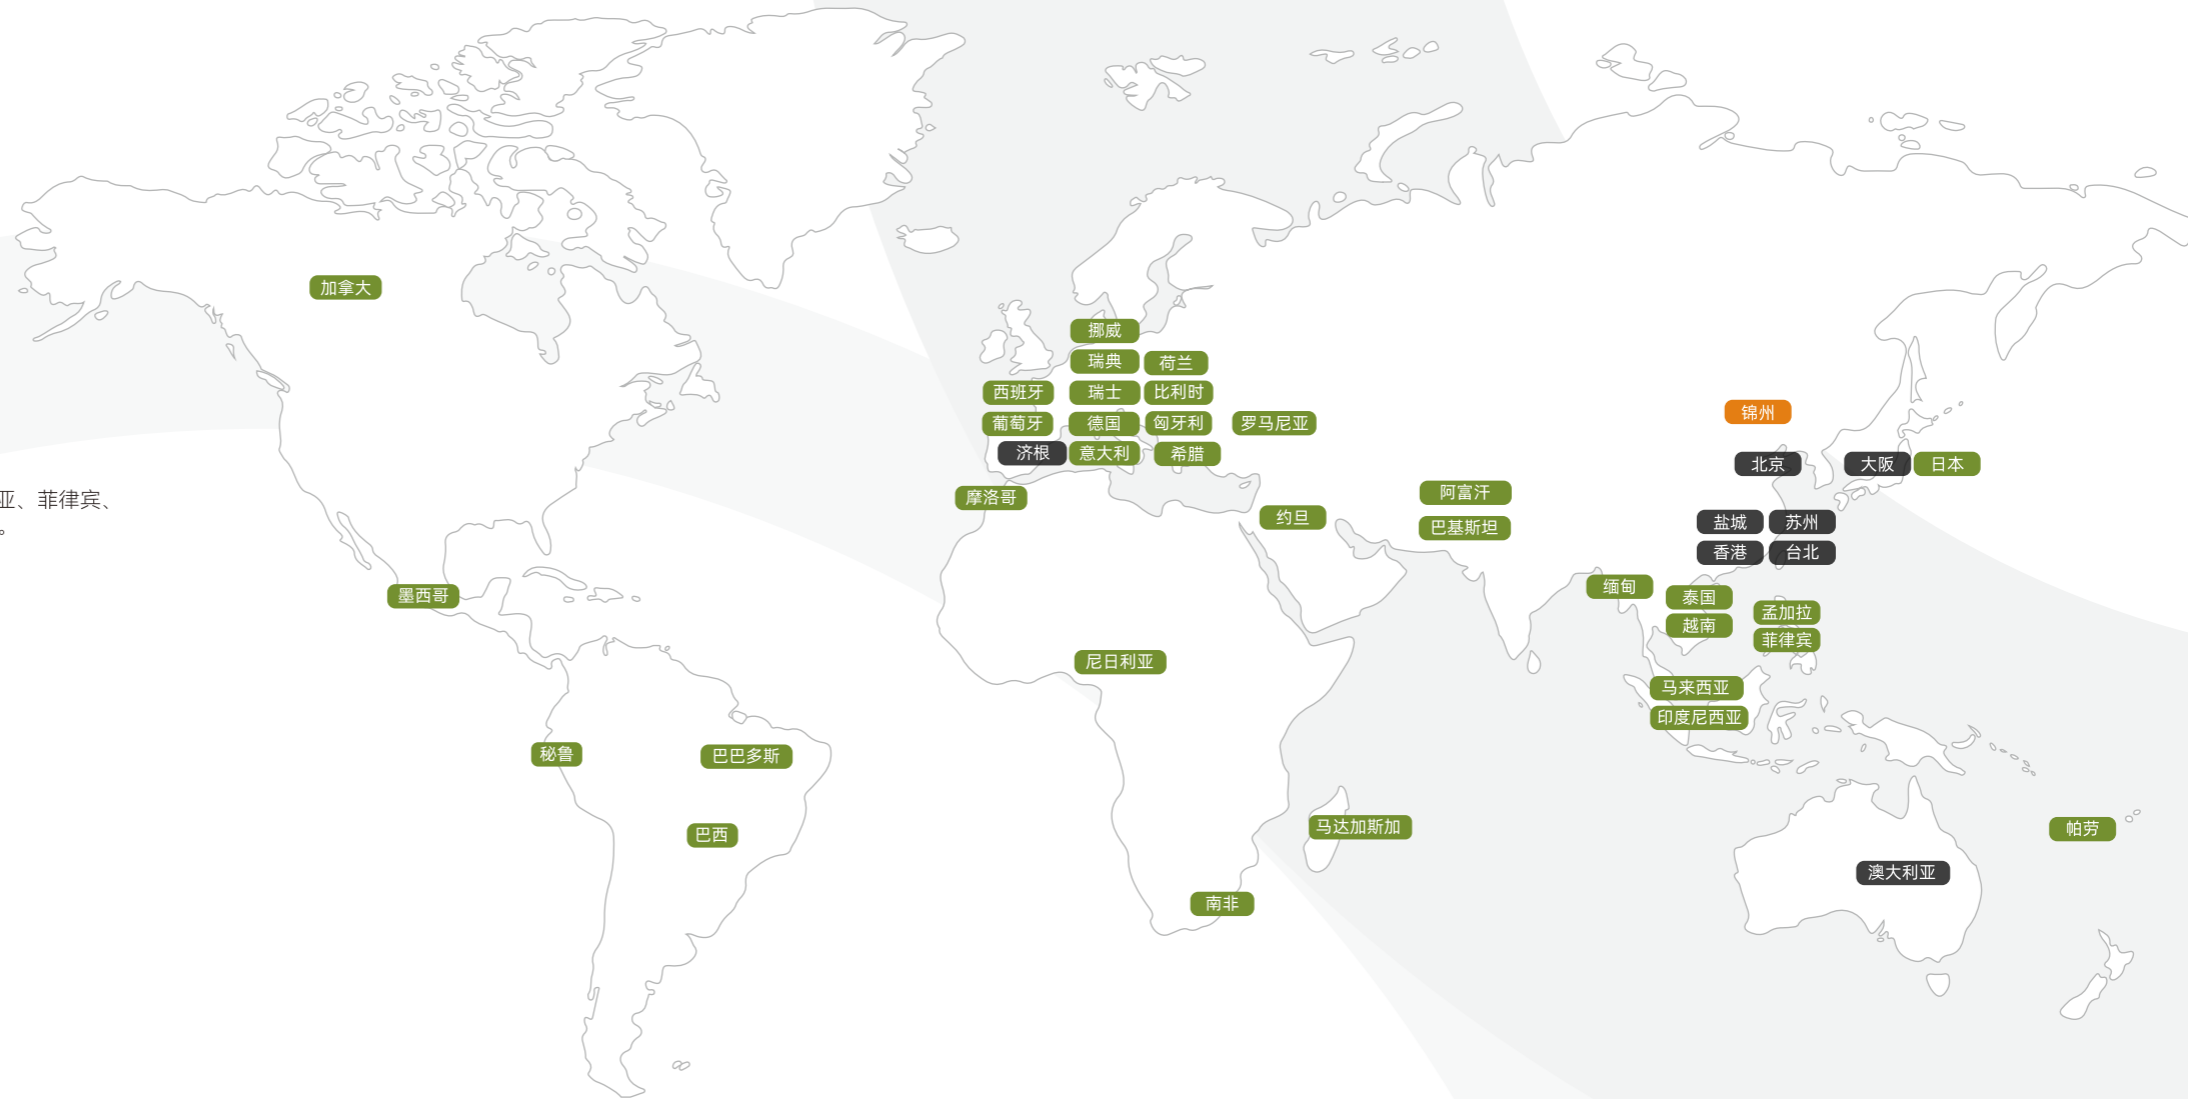 加拿大
挪威
瑞典
荷兰
西班牙
瑞士
比利时
葡萄牙
德国
匈牙利
罗马尼亚
锦州
济根
意大利
希腊
北京
大阪
日本
亚、菲律宾、
。
摩洛哥
阿富汗
约旦
巴基斯坦
盐城
苏州
香港
台北
墨西哥
缅甸
泰国
孟加拉
越南
菲律宾
尼日利亚
马来西亚
印度尼西亚
秘鲁
巴巴多斯
巴西
马达加斯加
帕劳
澳大利亚
南非